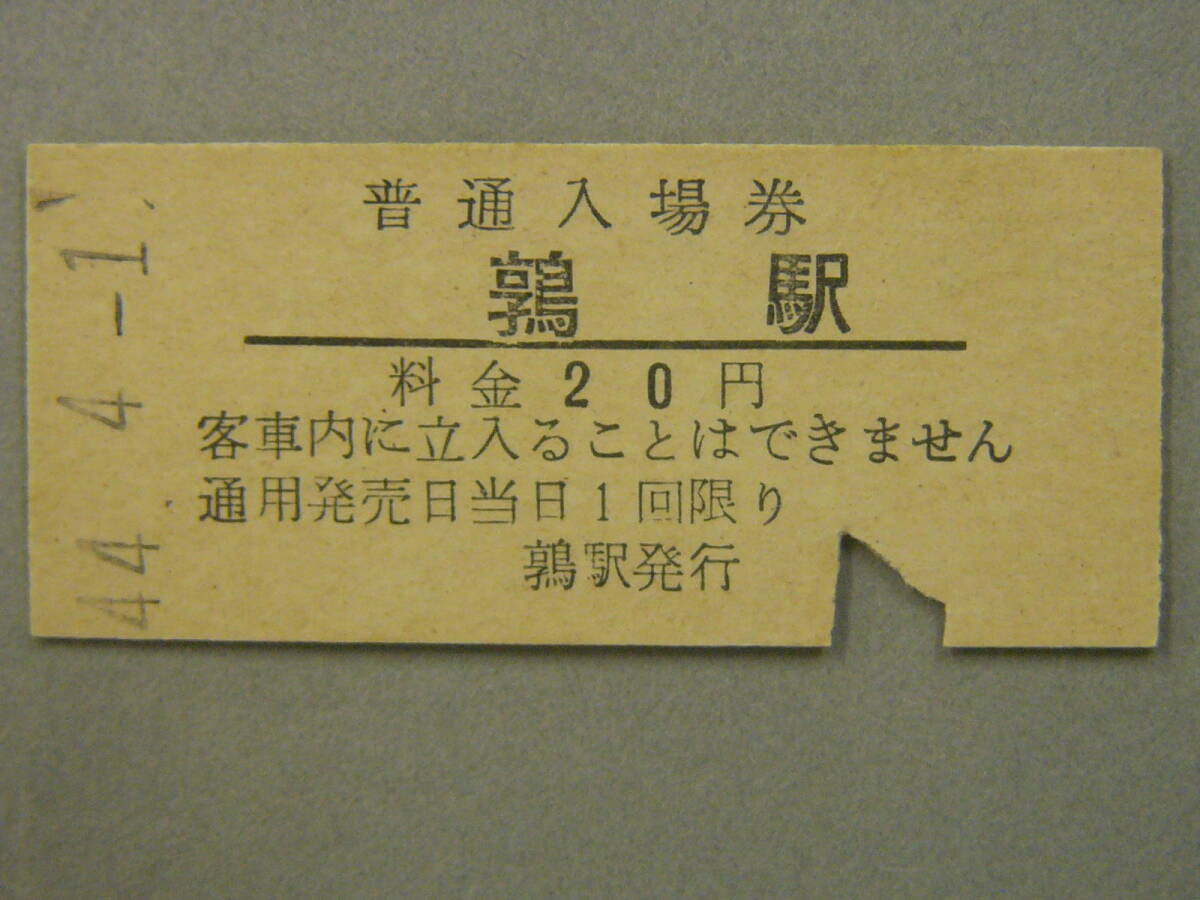 普通入場券
鶉駅
料金20円
客車内に立入ることはできません
通用発売日当日1回限り
鶉駅発行
44 4-1